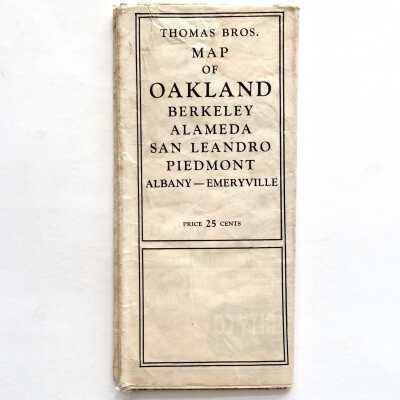 THOMAS BROS.
MAP
OF
OAKLAND
BERKELEY
ALAMEDA
SAN LEANDRO
PIEDMONT
ALBANY — EMERYVILLE
PRICE 25 CENTS